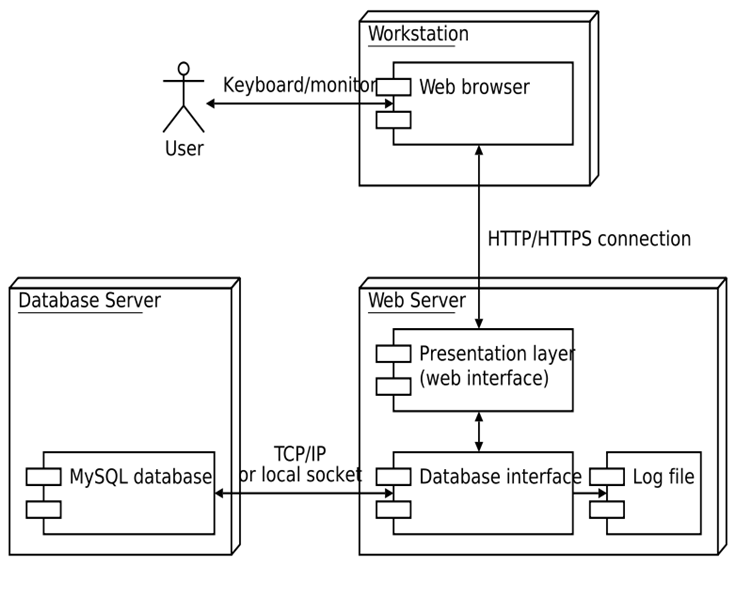 Workstation
Keyboard/monitor
Web browser
User
HTTP/HTTPS connection
Database Server
Web Server
Presentation layer
(web interface)
TCP/IP
or local socket
MySQL database
Database interface
Log file